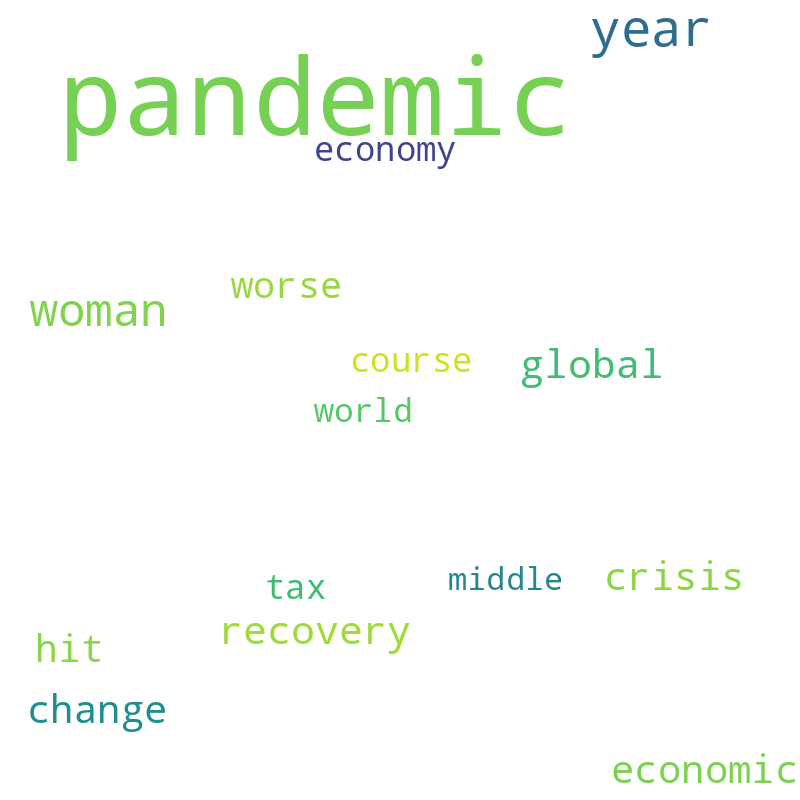 year
pandemic
economy
worse
woman
course
global
world
tax
middle
crisis
recovery
hit
change
economic